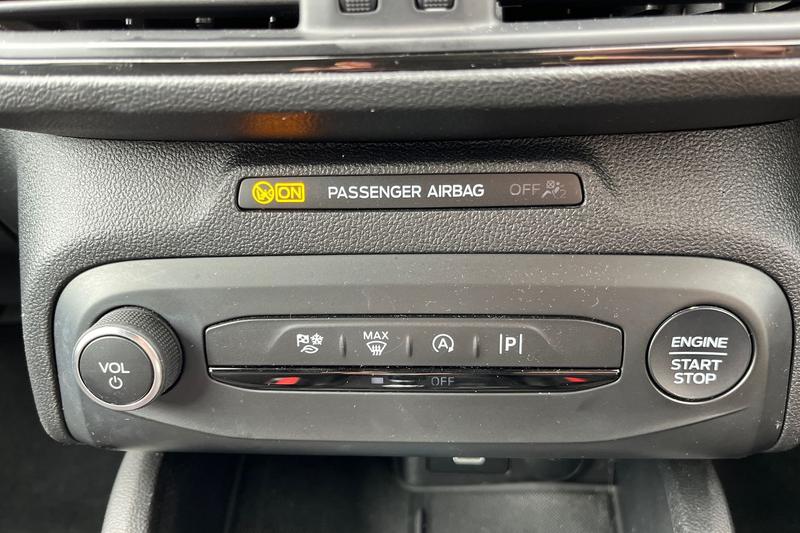 ON PASSENGER AIRBAG OFF
VOL
MAX
A
P
OFF
ENGINE
START
STOP